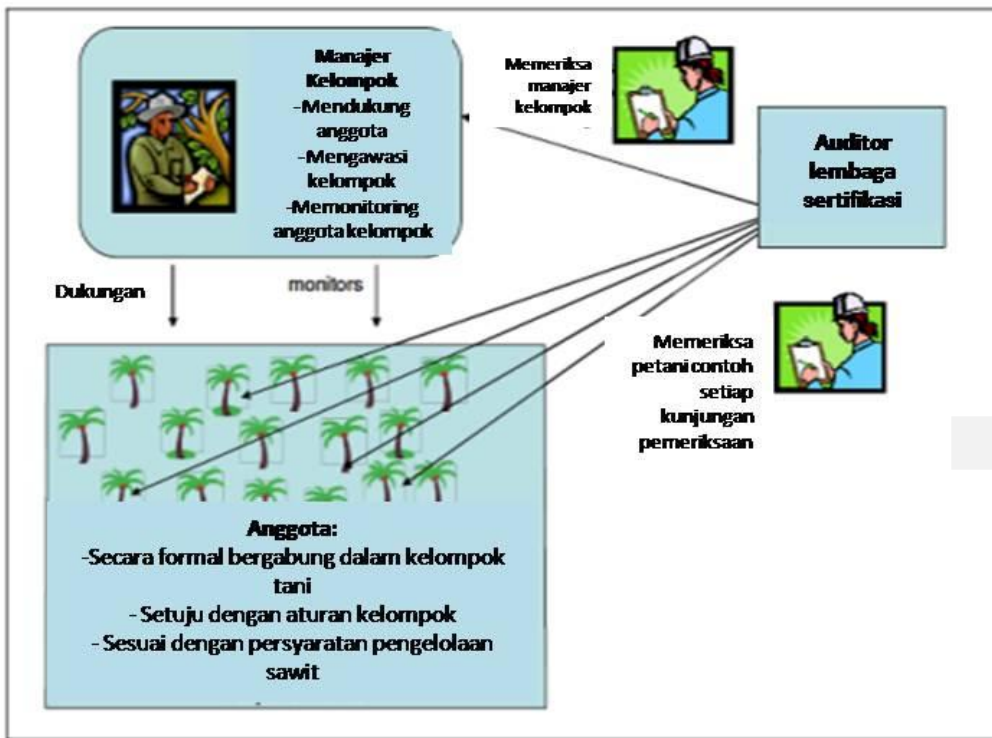 Manajer
Kelompok
-Mendukung
anggota
-Mengawasi
kelompok
-Memonitoring
anggota kelompok
Memeriksa
manajer
kelompok
Auditor
lembaga
sertifikasi
Dukungan
monitors
Memeriksa
petani contoh
setiap
kunjungan
pemeriksaan
Anggota:
-Secara formal bergabung dalam kelompok
tani
- Setuju dengan aturan kelompok
- Sesuai dengan persyaratan pengelolaan
sawit